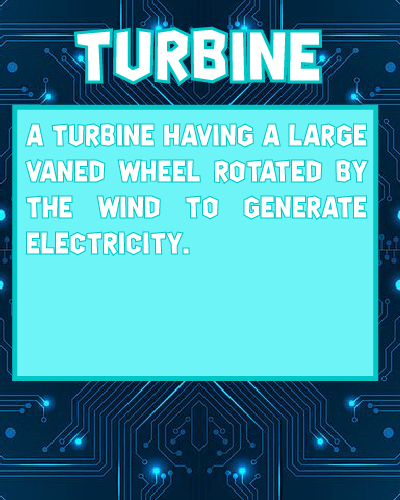 TURBINE
A TURBINE HAVING A LARGE
VANED WHEEL ROTATED BY
THE WIND TO GENERATE
ELECTRICITY.